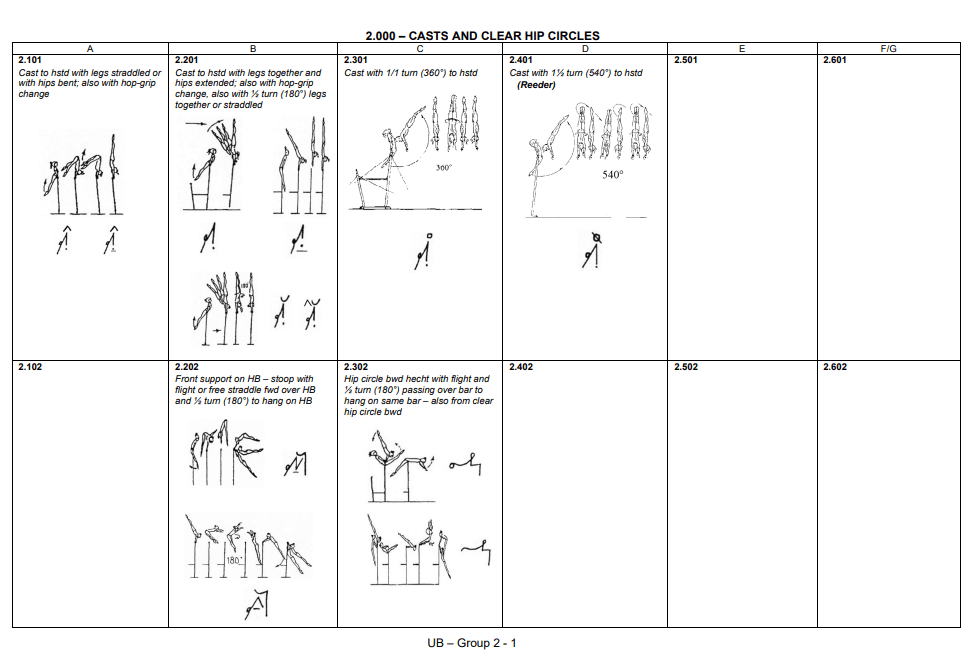 2.000 – CASTS AND CLEAR HIP CIRCLES
A B C D E F/G
2.101
Cast to hstd with legs straddled or
with hips bent; also with hop-grip
change
2.201
Cast to hstd with legs together and
hips extended; also with hop-grip
change, also with ½ turn (180°) legs
together or straddled
180°
2.301
Cast with 1/1 turn (360°) to hstd
360°
2.401
Cast with 1½ turn (540°) to hstd
(Reeder)
540°
2.501
2.601
2.102
2.202
Front support on HB – stoop with
flight or free straddle fwd over HB
and ½ turn (180°) to hang on HB
180°
2.302
Hip circle bwd hecht with flight and
½ turn (180°) passing over bar to
hang on same bar – also from clear
hip circle bwd
2.402
2.502
2.602
UB – Group 2 - 1